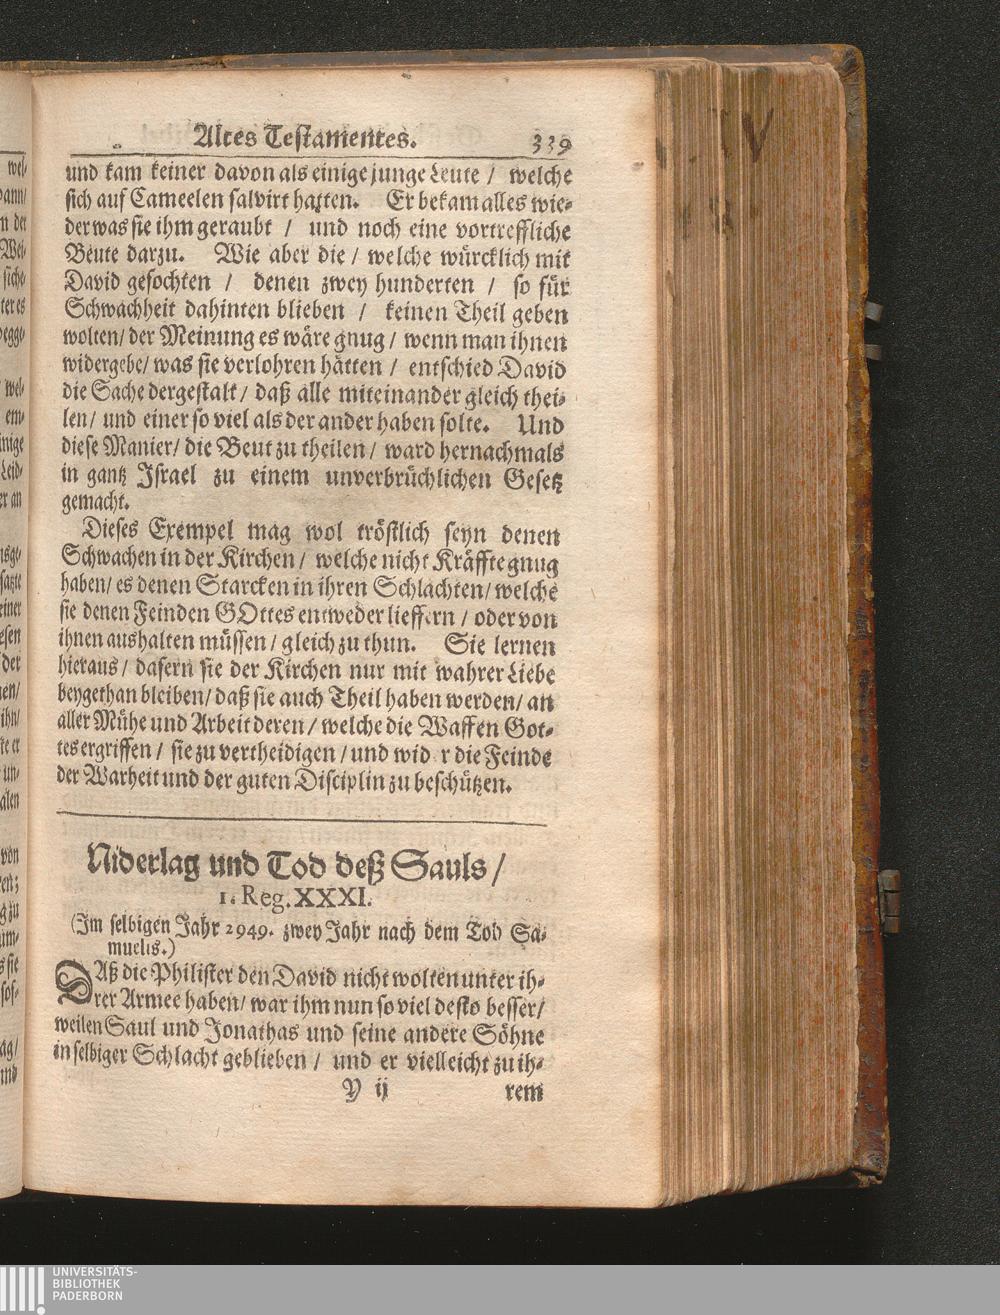 Altes Testamentes. 339
und kam keiner davon als einige junge Leute / welche
sich auf Cameelen salvirt hatten. Er bekam alles wie-
der was sie ihm geraubt / und noch eine vortreffliche
Beute darzu. Wie aber die / welche würcklich mit
David gefochten / denen zwey hunderten / so für
Schwachheit dahinten blieben / keinen Theil geben
wolten / der Meinung es wäre gnug / wenn man ihnen
widergebe / was sie verlohren hätten / entschied David
die Sache dergestalt / daß alle miteinander gleich thei-
len / und einer so viel als der ander haben solte. Und
diese Manier / die Beut zu theilen / ward hernachmals
in gantz Israel zu einem unverbrüchlichen Gesetz
gemacht.
Dieses Exempel mag wol tröstlich seyn denen
Schwachen in der Kirchen / welche nicht Kräffte gnug
haben / es denen Starcken in ihren Schlachten / welche
sie denen Feinden GOttes entweder lieffern / oder von
ihnen aushalten müssen / gleich zu thun. Sie lernen
hieraus / dafern sie der Kirchen nur mit wahrer Liebe
beygethan bleiben / daß sie auch Theil haben werden / an
aller Mühe und Arbeit deren / welche die Waffen Got-
tes ergriffen / sie zu vertheidigen / und wid r die Feinde
der Warheit und der guten Disciplin zu beschützen.
Niderlag und Tod deß Sauls /
1. Reg. XXXI.
(Im selbigen Jahr 2949. zwey Jahr nach dem Tod Sa-
muelis.)
DAß die Philister den David nicht wolten unter ih-
rer Armee haben / war ihm nun so viel desto besser /
weilen Saul und Jonathas und seine andere Söhne
in selbiger Schlacht geblieben / und er vielleicht zu ih-
Y ij rem
UNIVERSITÄTS-
BIBLIOTHEK
PADERBORN